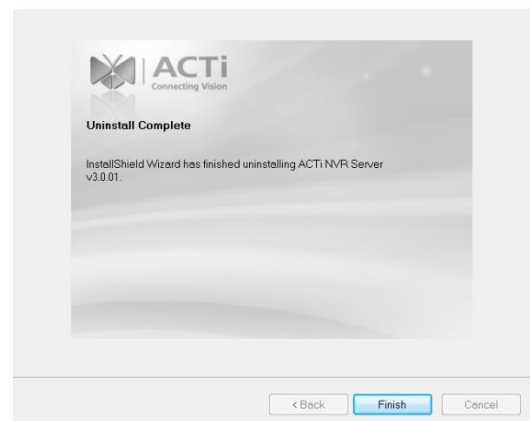 ACTi
Connecting Vision
Uninstall Complete
InstallShield Wizard has finished uninstalling ACTi NVR Server
v3.0.01.
< Back
Finish
Cancel